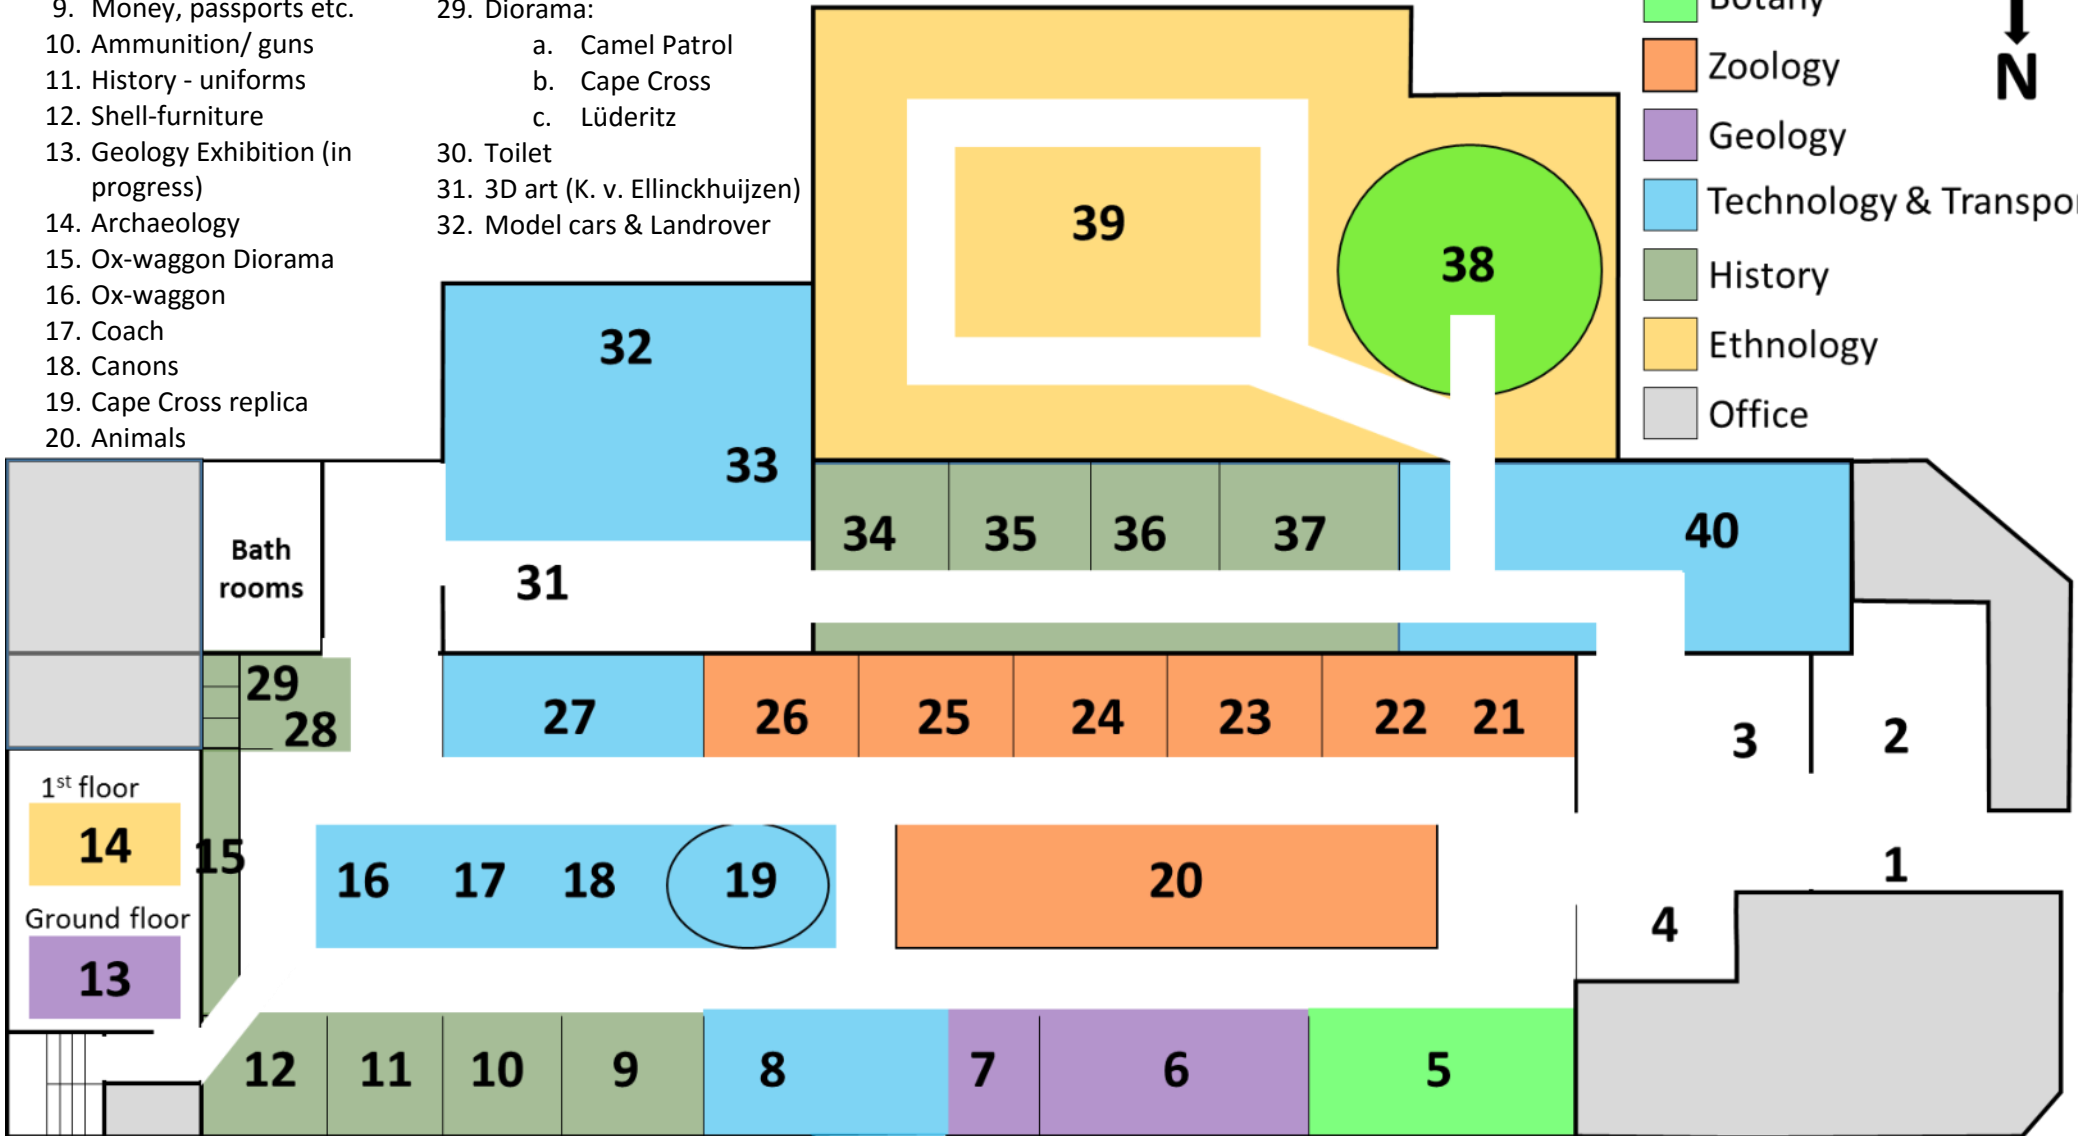 9. Money, passports etc.
10. Ammunition/ guns
11. History - uniforms
12. Shell-furniture
13. Geology Exhibition (in
progress)
14. Archaeology
15. Ox-waggon Diorama
16. Ox-waggon
17. Coach
18. Canons
19. Cape Cross replica
20. Animals
29. Diorama:
a. Camel Patrol
b. Cape Cross
c. Lüderitz
30. Toilet
31. 3D art (K. v. Ellinckhuijzen)
32. Model cars & Landrover
Botany
Zoology
Geology
Technology & Transpor
History
Ethnology
Office
N
39
38
32
33
34 35 36 37
40
Bath
rooms
31
29
28
27 26 25 24 23 22 21
3 2
1st floor
14
15
16 17 18 19 20
1
4
Ground floor
13
12 11 10 9 8 7 6 5